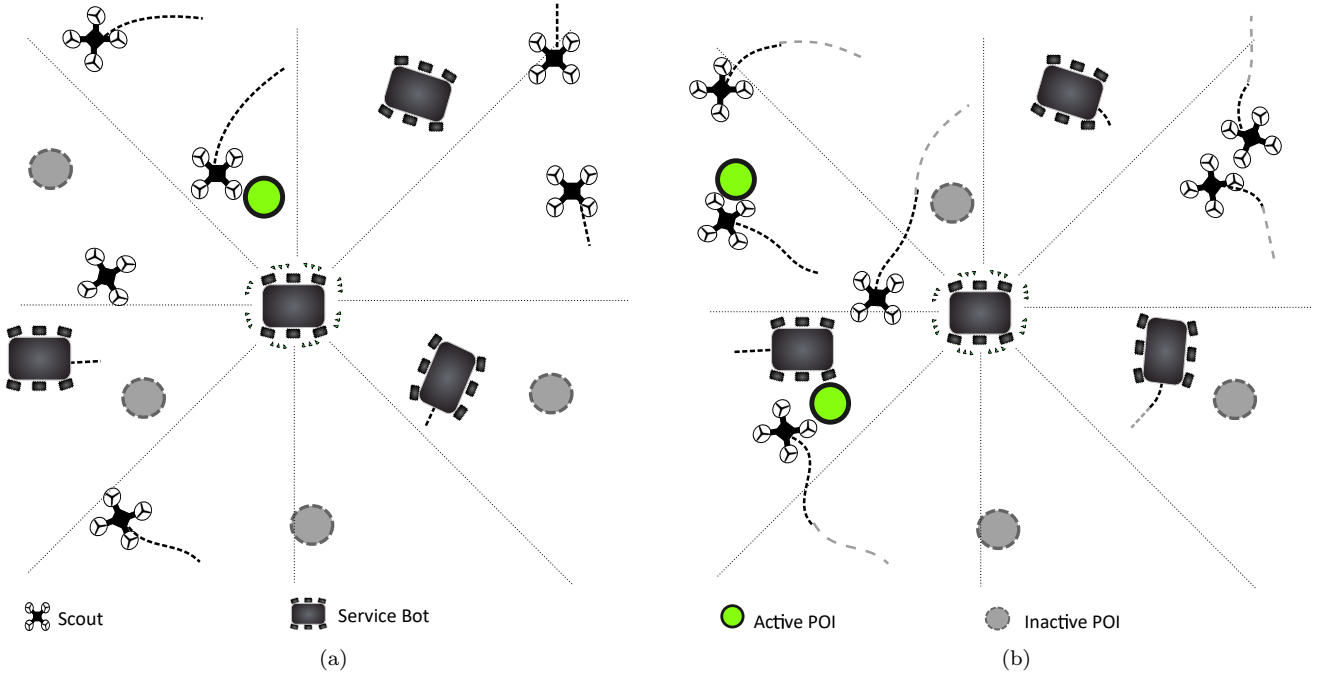 Scout
Service Bot
Active POI
Inactive POI
(a)
(b)